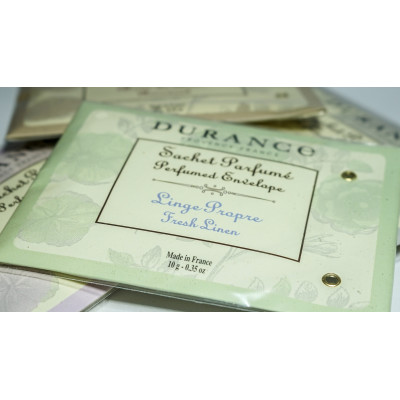 DURANCE
Sachet Parfumé
Perfumed Envelope
Linge Propre
Fresh Linen
Made in France
10 g - 0.35 oz